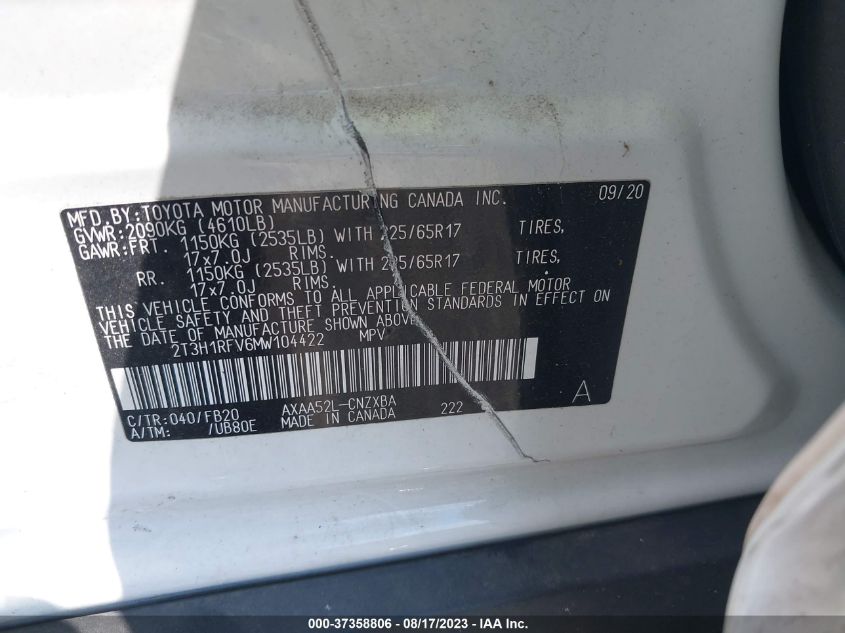 MFD. BY: TOYOTA MOTOR MANUFACTURING CANADA INC. 09/20
GVWR: 2090KG (4610LB)
GAWR: FRT. 1150KG (2535LB) WITH 225/65R17 TIRES,
17x7.0J RIMS.
RR. 1150KG (2535LB) WITH 225/65R17 TIRES,
17x7.0J RIMS.
THIS VEHICLE CONFORMS TO ALL APPLICABLE FEDERAL MOTOR
VEHICLE SAFETY AND THEFT PREVENTION STANDARDS IN EFFECT ON
THE DATE OF MANUFACTURE SHOWN ABOVE.
2T3H1RFV6MW104422 MPV
C/TR: 040/FB20 AXAA52L-CNZXBA 222 A
A/TM: /UB80E MADE IN CANADA
000-37358806 - 08/17/2023 - Copyright © 2023 - IAA Inc.